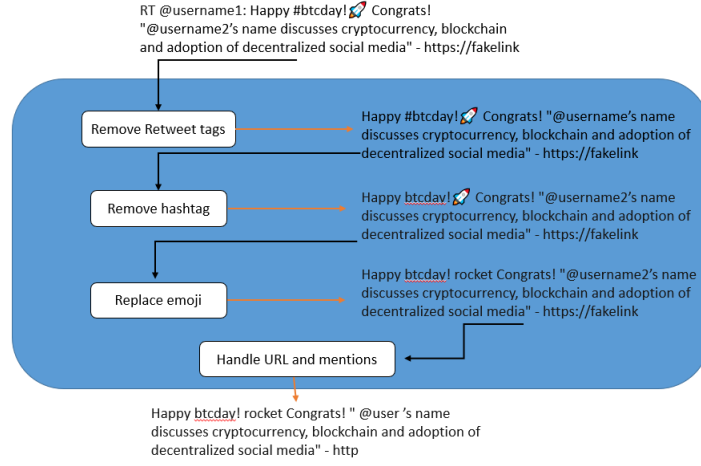 RT @username1: Happy #btcday!🚀 Congrats!
"@username2's name discusses cryptocurrency, blockchain
and adoption of decentralized social media" - https://fakelink
Remove Retweet tags
Happy #btcday!🚀 Congrats! "@username's name
discusses cryptocurrency, blockchain and adoption of
decentralized social media" - https://fakelink
Remove hashtag
Happy btcday!🚀 Congrats! "@username2's name
discusses cryptocurrency, blockchain and adoption of
decentralized social media" - https://fakelink
Replace emoji
Happy btcday! rocket Congrats! "@username2's name
discusses cryptocurrency, blockchain and adoption of
decentralized social media" - https://fakelink
Handle URL and mentions
Happy btcday! rocket Congrats! " @user 's name
discusses cryptocurrency, blockchain and adoption of
decentralized social media" - http